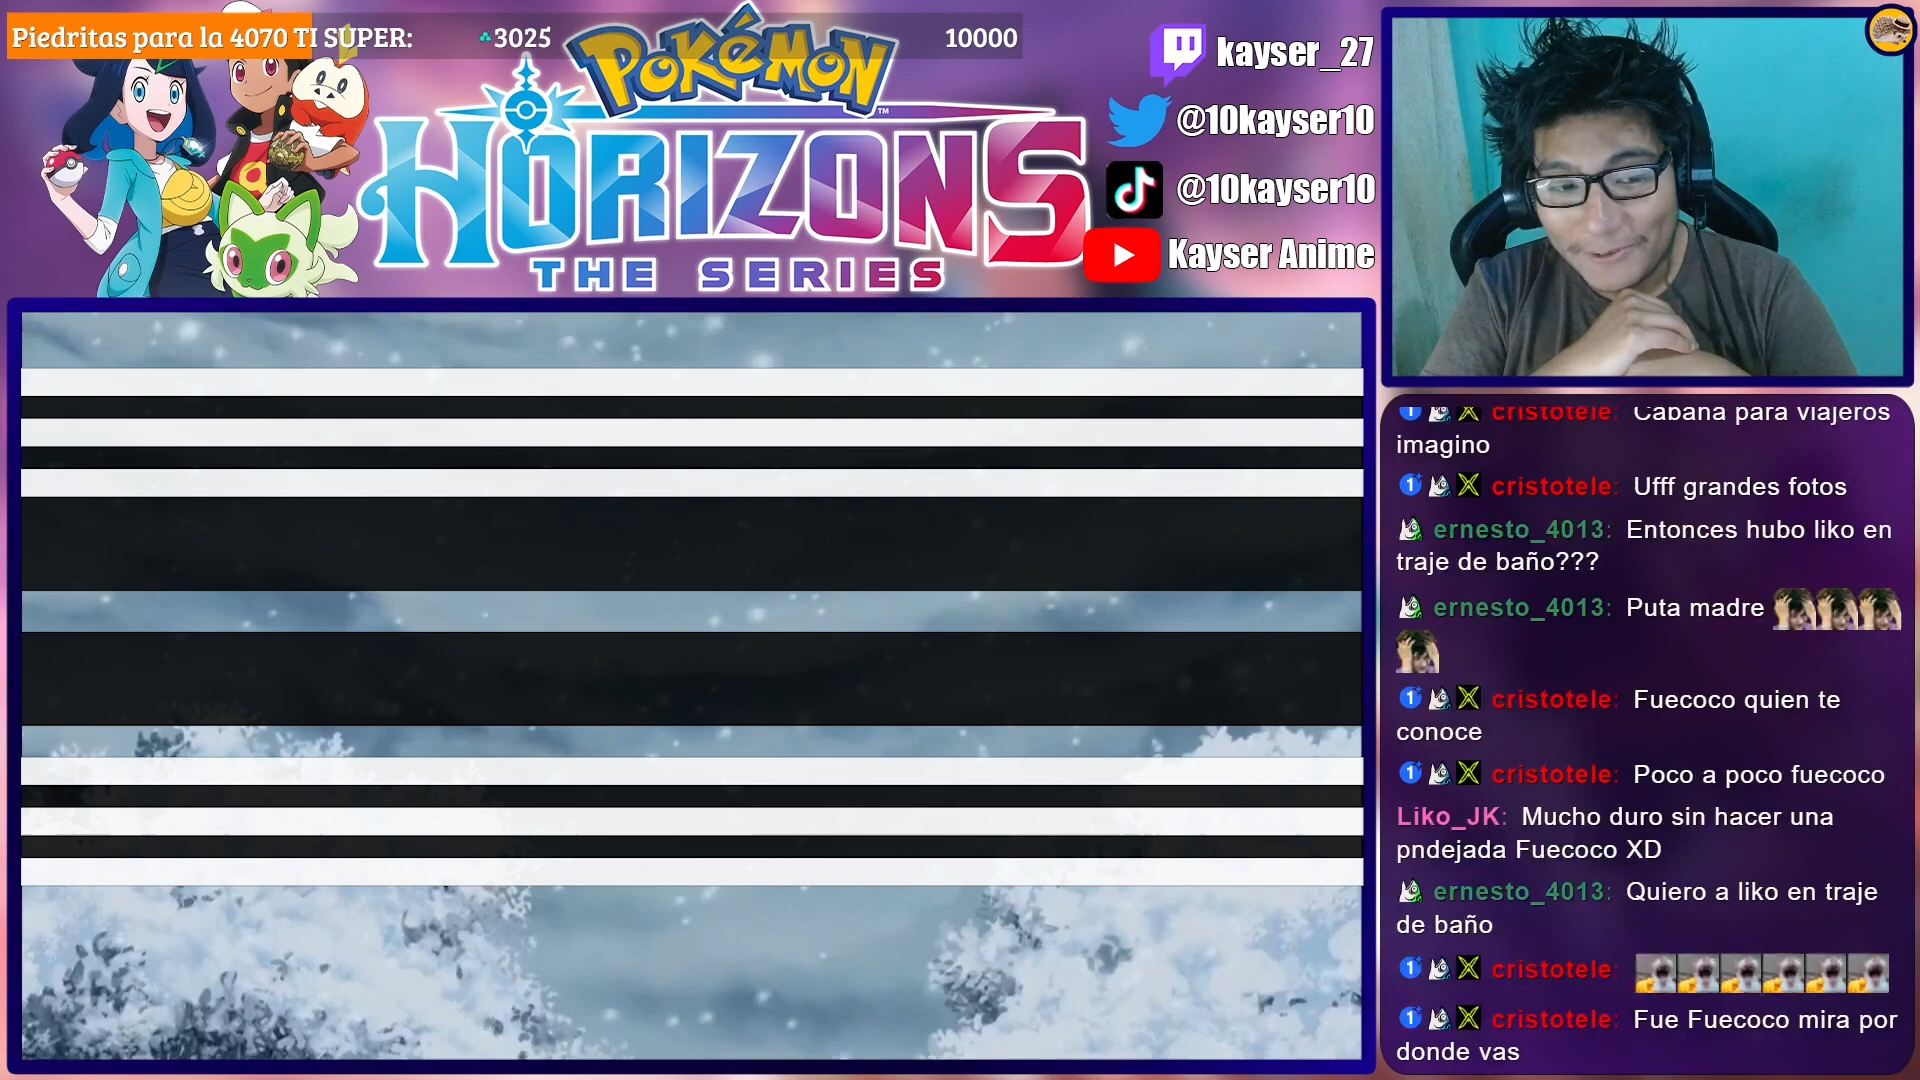 Piedritas para la 4070 TI SUPER: 3025 10000
POKéMON
TM
HORIZONS
THE SERIES
kayser_27
@10kayser10
@10kayser10
Kayser Anime
cristotele: Cabaña para viajeros
imagino
cristotele: Ufff grandes fotos
ernesto_4013: Entonces hubo liko en
traje de baño???
ernesto_4013: Puta madre
cristotele: Fuecoco quien te
conoce
cristotele: Poco a poco fuecoco
Liko_JK: Mucho duro sin hacer una
pndejada Fuecoco XD
ernesto_4013: Quiero a liko en traje
de baño
cristotele:
cristotele: Fue Fuecoco mira por
donde vas